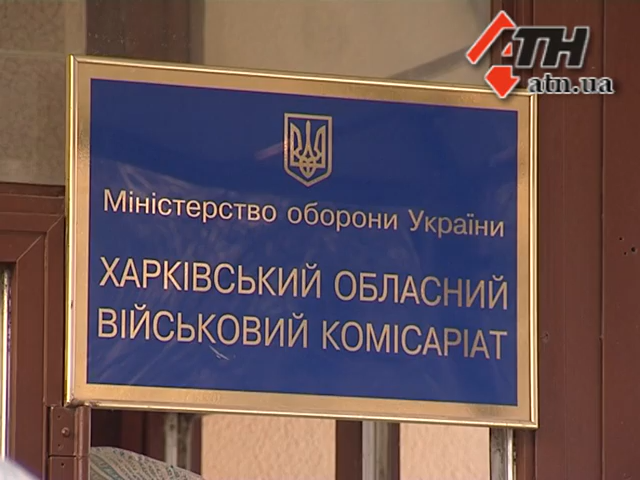 АТН
atn.ua
Міністерство оборони України
ХАРКІВСЬКИЙ ОБЛАСНИЙ
ВІЙСЬКОВИЙ КОМІСАРІАТ